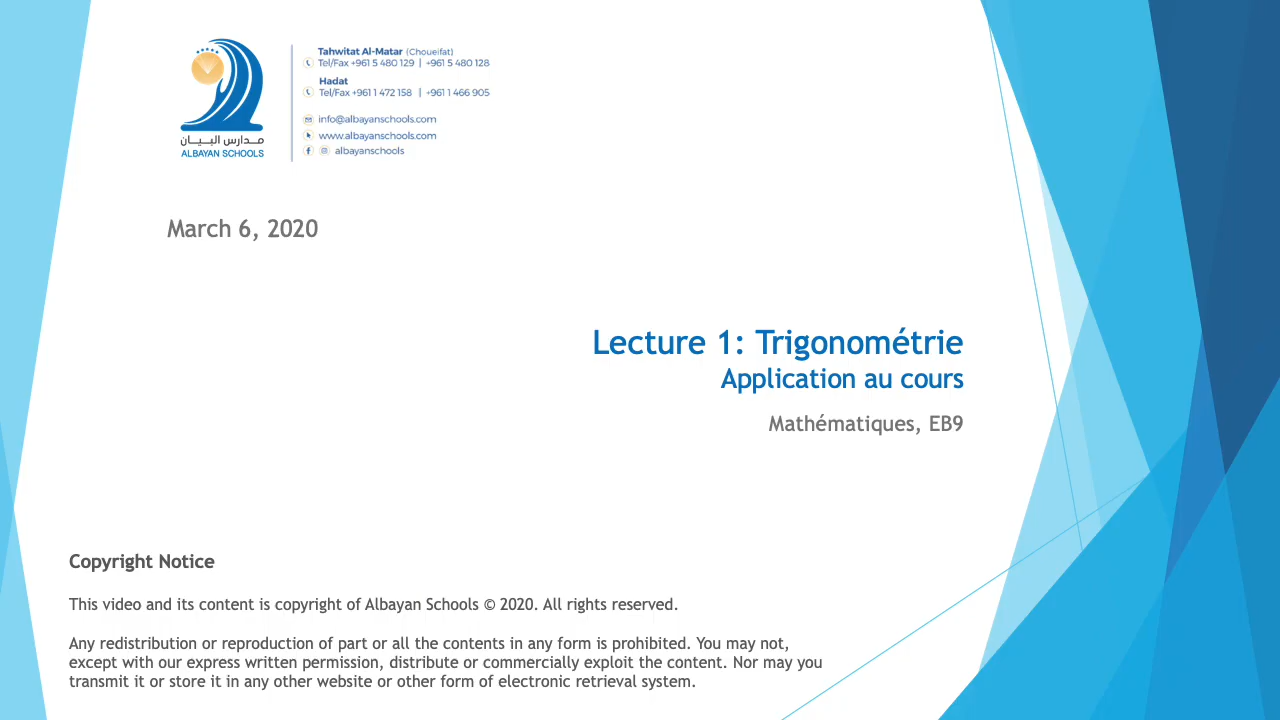 مدارس البيان
ALBAYAN SCHOOLS
Tahwitat Al-Matar (Choueifat)
Tel/Fax +961 5 480 129 | +961 5 480 128
Hadat
Tel/Fax +961 1 472 158 | +961 1 466 905
info@albayanschools.com
www.albayanschools.com
albayanschools
March 6, 2020
Lecture 1: Trigonométrie
Application au cours
Mathématiques, EB9
Copyright Notice
This video and its content is copyright of Albayan Schools © 2020. All rights reserved.
Any redistribution or reproduction of part or all the contents in any form is prohibited. You may not,
except with our express written permission, distribute or commercially exploit the content. Nor may you
transmit it or store it in any other website or other form of electronic retrieval system.